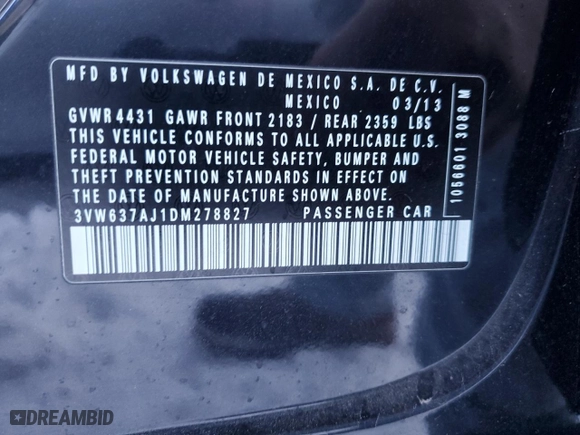 MFD BY VOLKSWAGEN DE MEXICO S.A. DE C.V.
MEXICO 03/13
GVWR 4431 GAWR FRONT 2183 / REAR 2359 LBS
THIS VEHICLE CONFORMS TO ALL APPLICABLE U.S.
FEDERAL MOTOR VEHICLE SAFETY, BUMPER AND
THEFT PREVENTION STANDARDS IN EFFECT ON
THE DATE OF MANUFACTURE SHOWN ABOVE.
3VW637AJ1DM278827 PASSENGER CAR
1056601 3088 M
DREAMBID